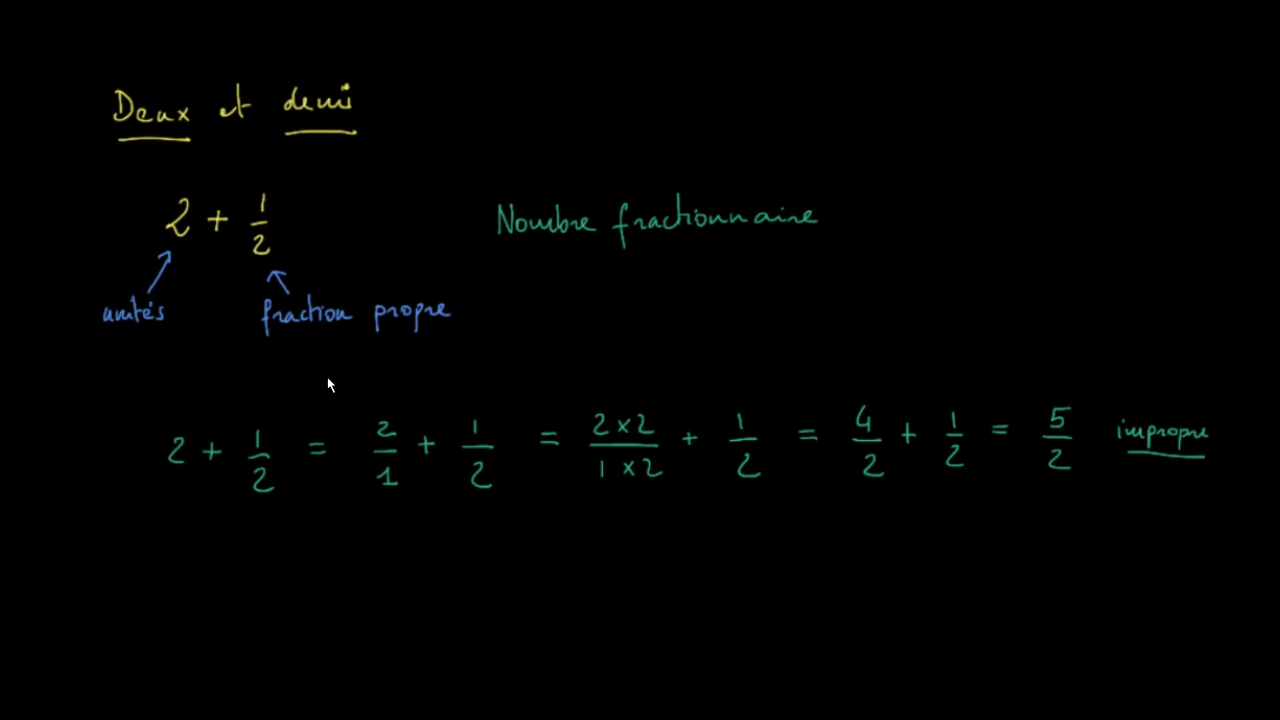 Deux et demi
2 + 1/2
Nombre fractionnaire
unités
fraction propre
2 + 1/2 = 2/1 + 1/2 = 2×2/1×2 + 1/2 = 4/2 + 1/2 = 5/2 impropre